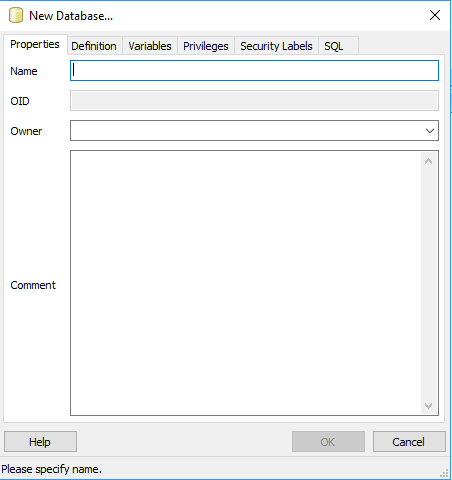 New Database...
Properties Definition Variables Privileges Security Labels SQL
Name
OID
Owner
Comment
Help OK Cancel
Please specify name.